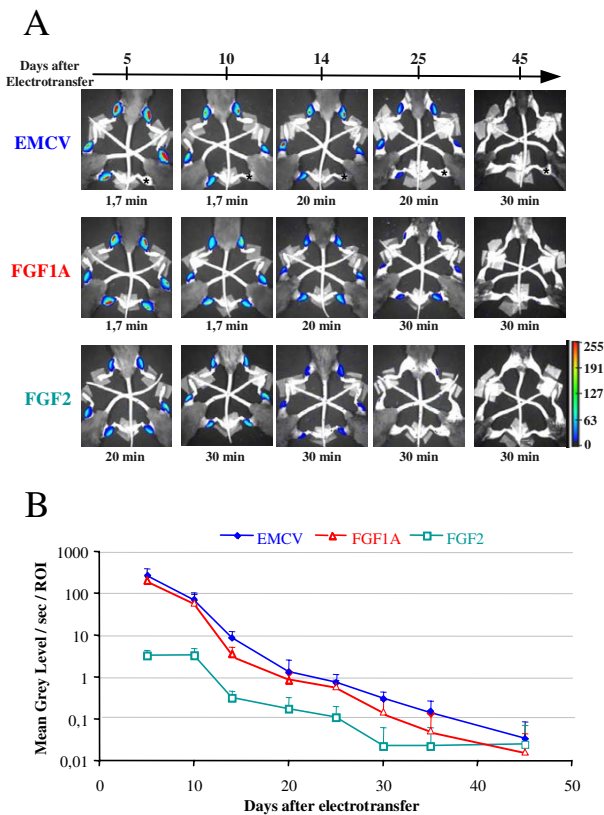 A
Days after
Electrotransfer
5 10 14 25 45
EMCV
* * * * *
1,7 min 1,7 min 20 min 20 min 30 min
FGF1A
1,7 min 1,7 min 20 min 30 min 30 min
255
191
127
63
0
FGF2
20 min 30 min 30 min 30 min 30 min
B
EMCV FGF1A FGF2
Mean Grey Level / sec / ROI
1000
100
10
1
0,1
0,01
0 10 20 30 40 50
Days after electrotransfer